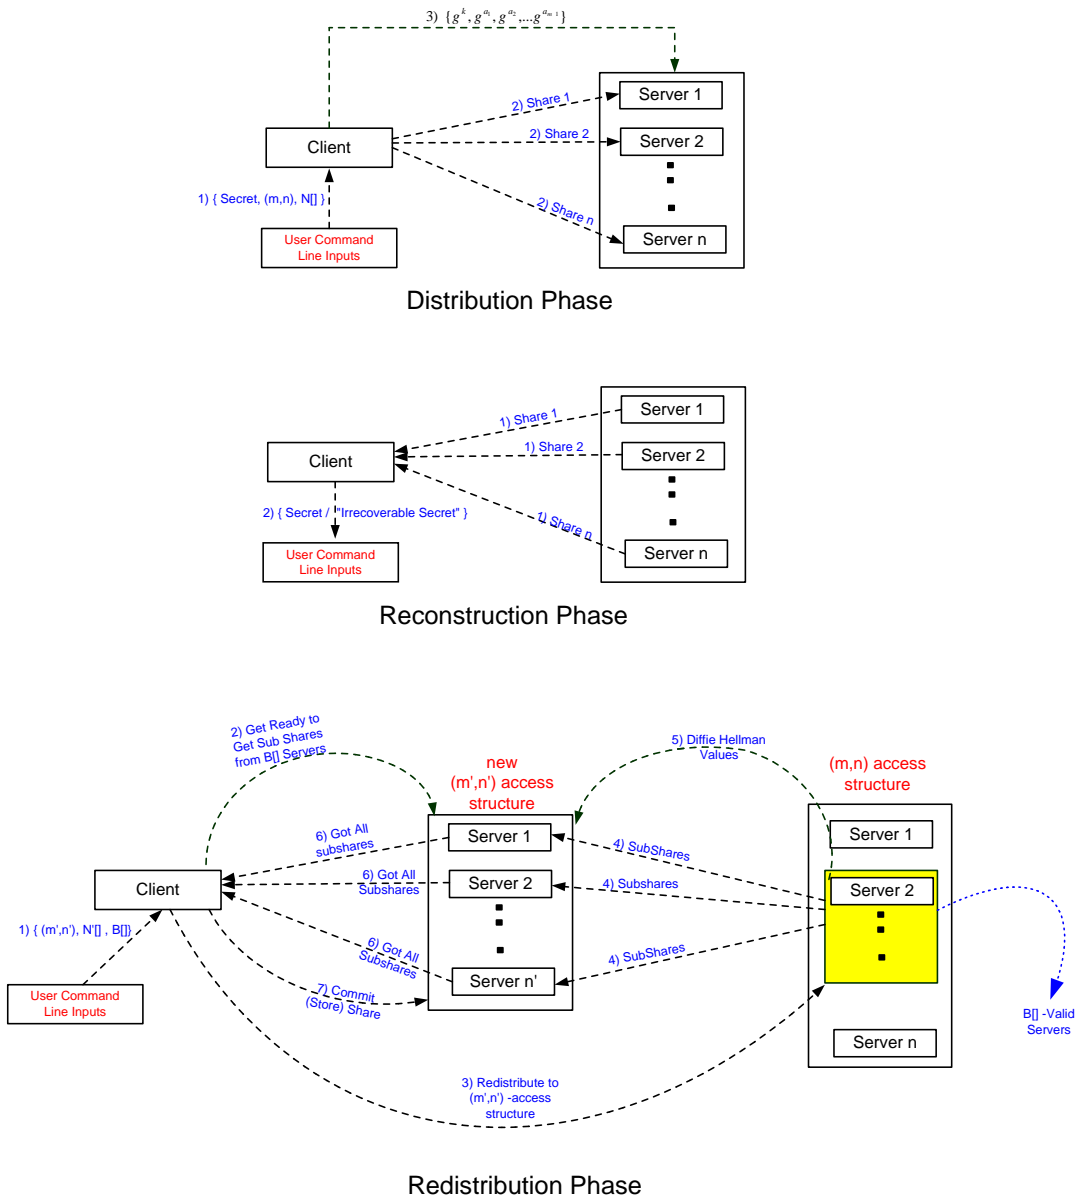 3) {g^k, g^{a_1}, g^{a_2},...g^{a_{m-1}}}
Server 1
2) Share 1
Client
2) Share 2
Server 2
1) { Secret, (m,n), N[] }
2) Share n
User Command
Line Inputs
Server n
Distribution Phase
Server 1
1) Share 1
Client
1) Share 2
Server 2
2) { Secret / "Irrecoverable Secret" }
1) Share n
User Command
Line Inputs
Server n
Reconstruction Phase
2) Get Ready to
Get Sub Shares
from B[] Servers
new
(m',n') access
structure
5) Diffie Hellman
Values
(m,n) access
structure
Server 1
6) Got All
subshares
4) SubShares
Server 1
Client
6) Got All
Subshares
Server 2
4) Subshares
Server 2
1) { (m',n'), N'[] , B[]}
6) Got All
Subshares
Server n'
4) SubShares
7) Commit
(Store) Share
User Command
Line Inputs
B[] -Valid
Servers
Server n
3) Redistribute to
(m',n') -access
structure
Redistribution Phase